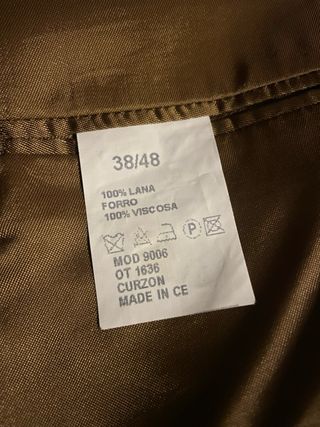 38/48
100% LANA
FORRO
100% VISCOSA
P
MOD 9006
OT 1636
CURZON
MADE IN CE